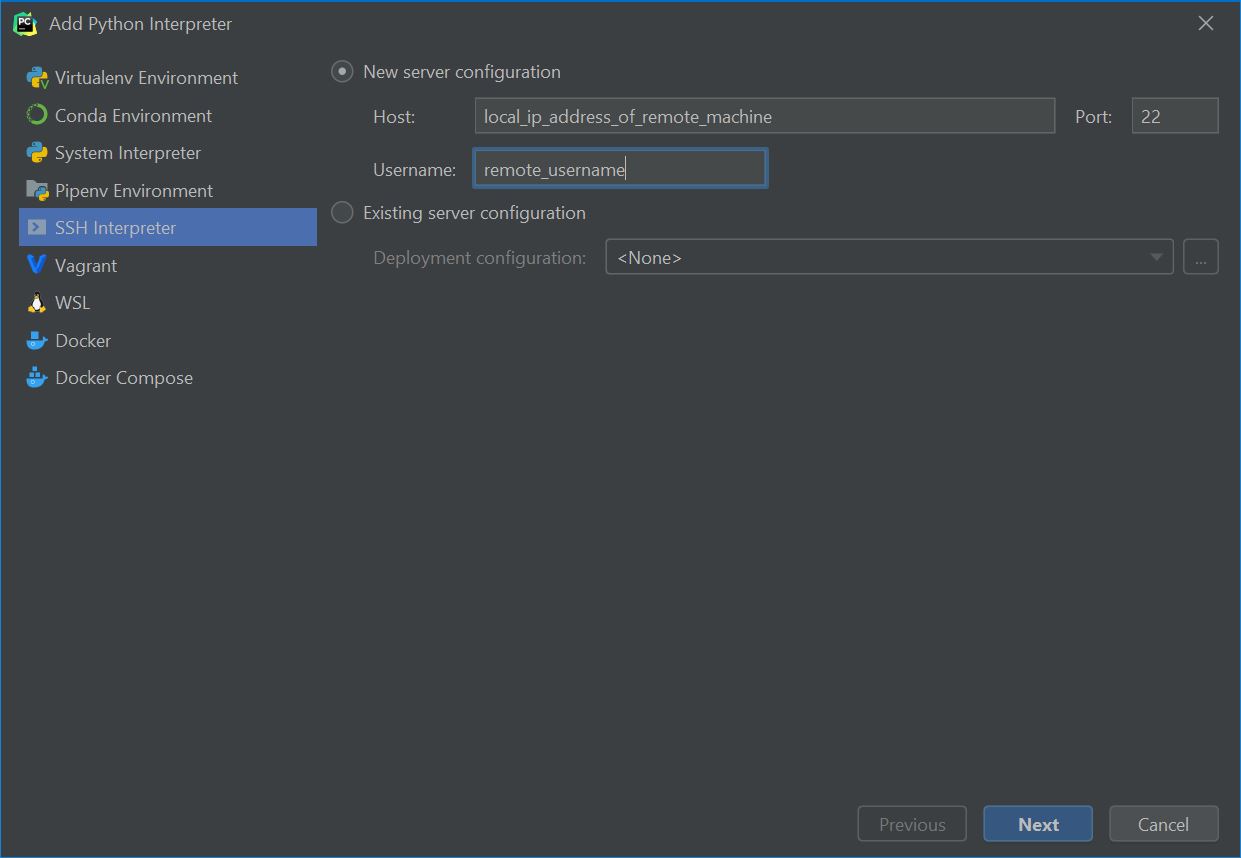 PC
Add Python Interpreter
Virtualenv Environment
Conda Environment
System Interpreter
Pipenv Environment
SSH Interpreter
Vagrant
WSL
Docker
Docker Compose
New server configuration
Host: local_ip_address_of_remote_machine Port: 22
Username: remote_username
Existing server configuration
Deployment configuration: <None> ...
Previous Next Cancel